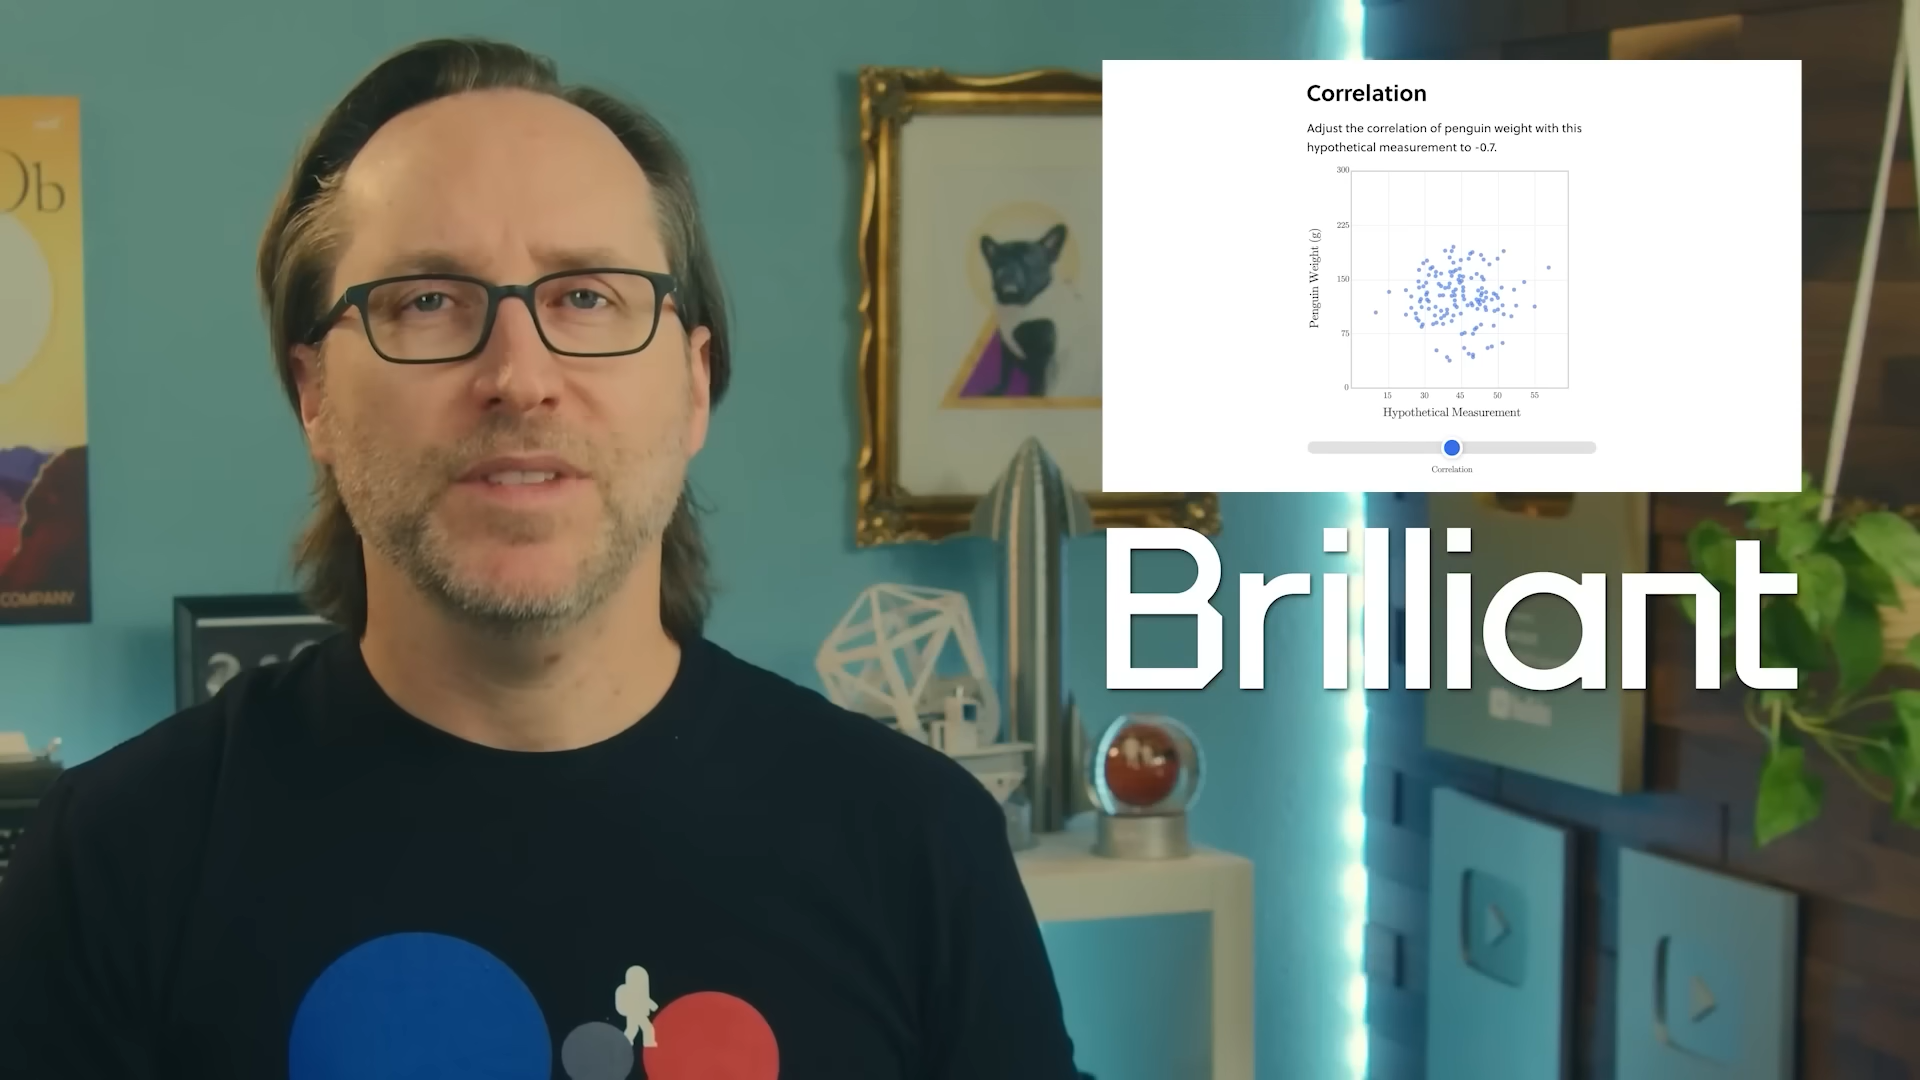 Ob
COMPANY
Correlation
Adjust the correlation of penguin weight with this
hypothetical measurement to -0.7.
300
225
150
75
0
Penguin Weight (g)
15 30 45 50 55
Hypothetical Measurement
Correlation
Brilliant